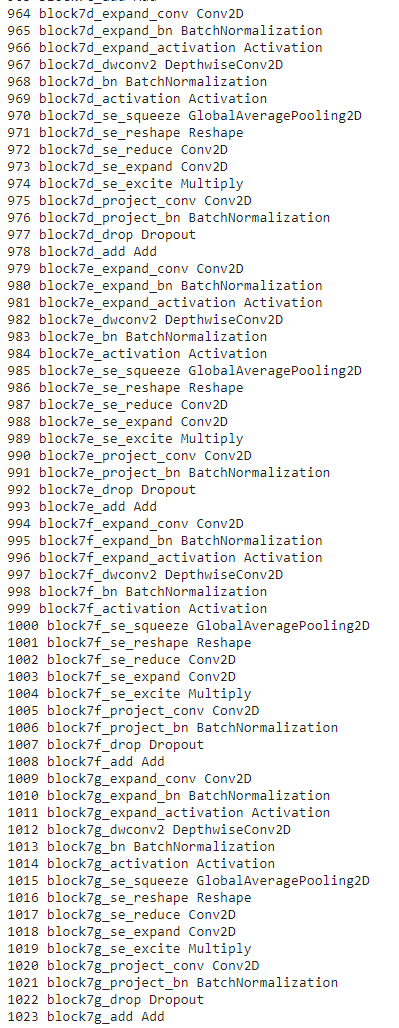 963 block7c_add Add
964 block7d_expand_conv Conv2D
965 block7d_expand_bn BatchNormalization
966 block7d_expand_activation Activation
967 block7d_dwconv2 DepthwiseConv2D
968 block7d_bn BatchNormalization
969 block7d_activation Activation
970 block7d_se_squeeze GlobalAveragePooling2D
971 block7d_se_reshape Reshape
972 block7d_se_reduce Conv2D
973 block7d_se_expand Conv2D
974 block7d_se_excite Multiply
975 block7d_project_conv Conv2D
976 block7d_project_bn BatchNormalization
977 block7d_drop Dropout
978 block7d_add Add
979 block7e_expand_conv Conv2D
980 block7e_expand_bn BatchNormalization
981 block7e_expand_activation Activation
982 block7e_dwconv2 DepthwiseConv2D
983 block7e_bn BatchNormalization
984 block7e_activation Activation
985 block7e_se_squeeze GlobalAveragePooling2D
986 block7e_se_reshape Reshape
987 block7e_se_reduce Conv2D
988 block7e_se_expand Conv2D
989 block7e_se_excite Multiply
990 block7e_project_conv Conv2D
991 block7e_project_bn BatchNormalization
992 block7e_drop Dropout
993 block7e_add Add
994 block7f_expand_conv Conv2D
995 block7f_expand_bn BatchNormalization
996 block7f_expand_activation Activation
997 block7f_dwconv2 DepthwiseConv2D
998 block7f_bn BatchNormalization
999 block7f_activation Activation
1000 block7f_se_squeeze GlobalAveragePooling2D
1001 block7f_se_reshape Reshape
1002 block7f_se_reduce Conv2D
1003 block7f_se_expand Conv2D
1004 block7f_se_excite Multiply
1005 block7f_project_conv Conv2D
1006 block7f_project_bn BatchNormalization
1007 block7f_drop Dropout
1008 block7f_add Add
1009 block7g_expand_conv Conv2D
1010 block7g_expand_bn BatchNormalization
1011 block7g_expand_activation Activation
1012 block7g_dwconv2 DepthwiseConv2D
1013 block7g_bn BatchNormalization
1014 block7g_activation Activation
1015 block7g_se_squeeze GlobalAveragePooling2D
1016 block7g_se_reshape Reshape
1017 block7g_se_reduce Conv2D
1018 block7g_se_expand Conv2D
1019 block7g_se_excite Multiply
1020 block7g_project_conv Conv2D
1021 block7g_project_bn BatchNormalization
1022 block7g_drop Dropout
1023 block7g_add Add